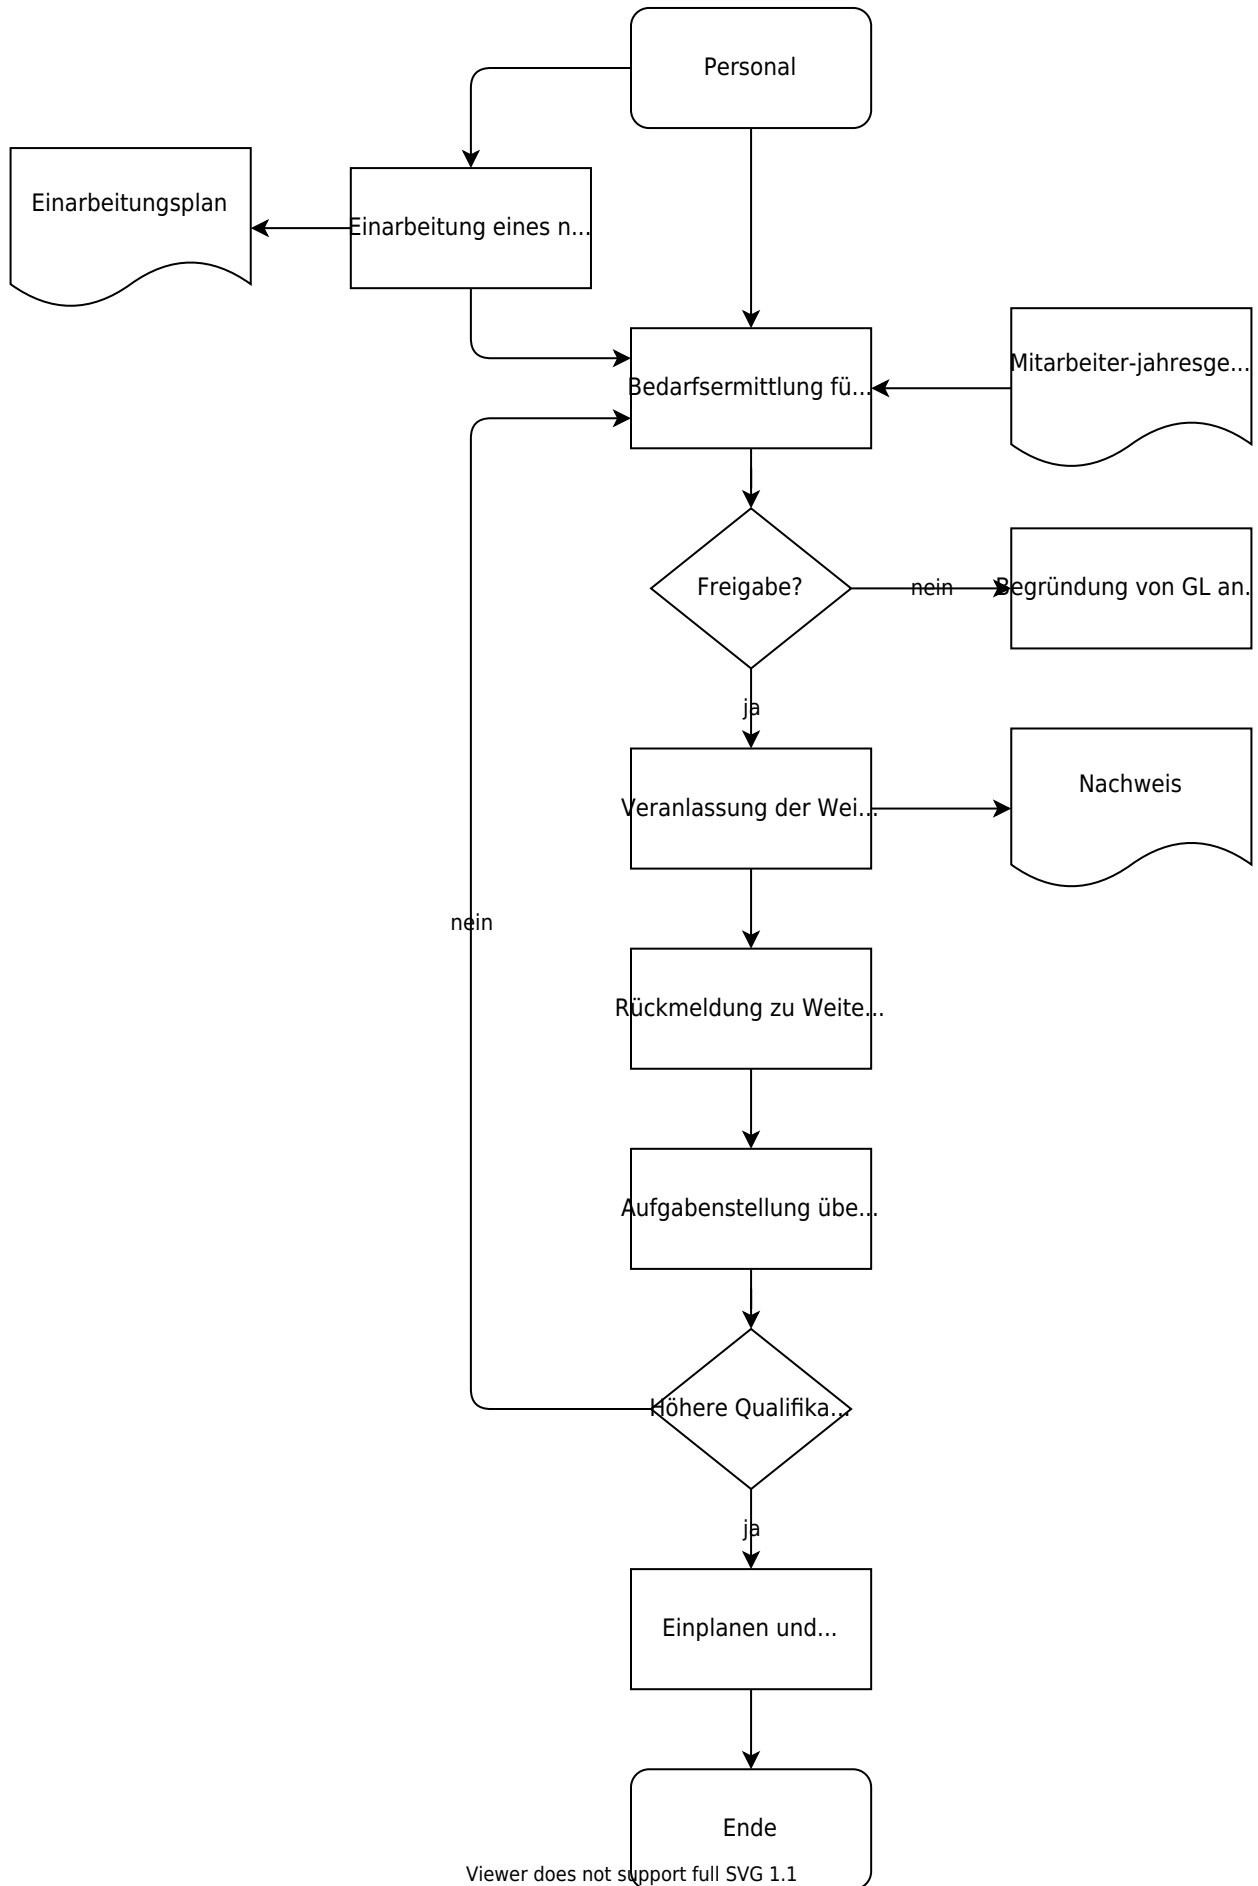 Personal
Einarbeitungsplan
Einarbeitung eines n...
Mitarbeiter-jahresge...
Bedarfsermittlung fü...
Freigabe?
nein
Begründung von GL an.
ja
Nachweis
Veranlassung der Wei...
nein
Rückmeldung zu Weite...
Aufgabenstellung übe...
Höhere Qualifika...
ja
Einplanen und...
Ende
Viewer does not support full SVG 1.1